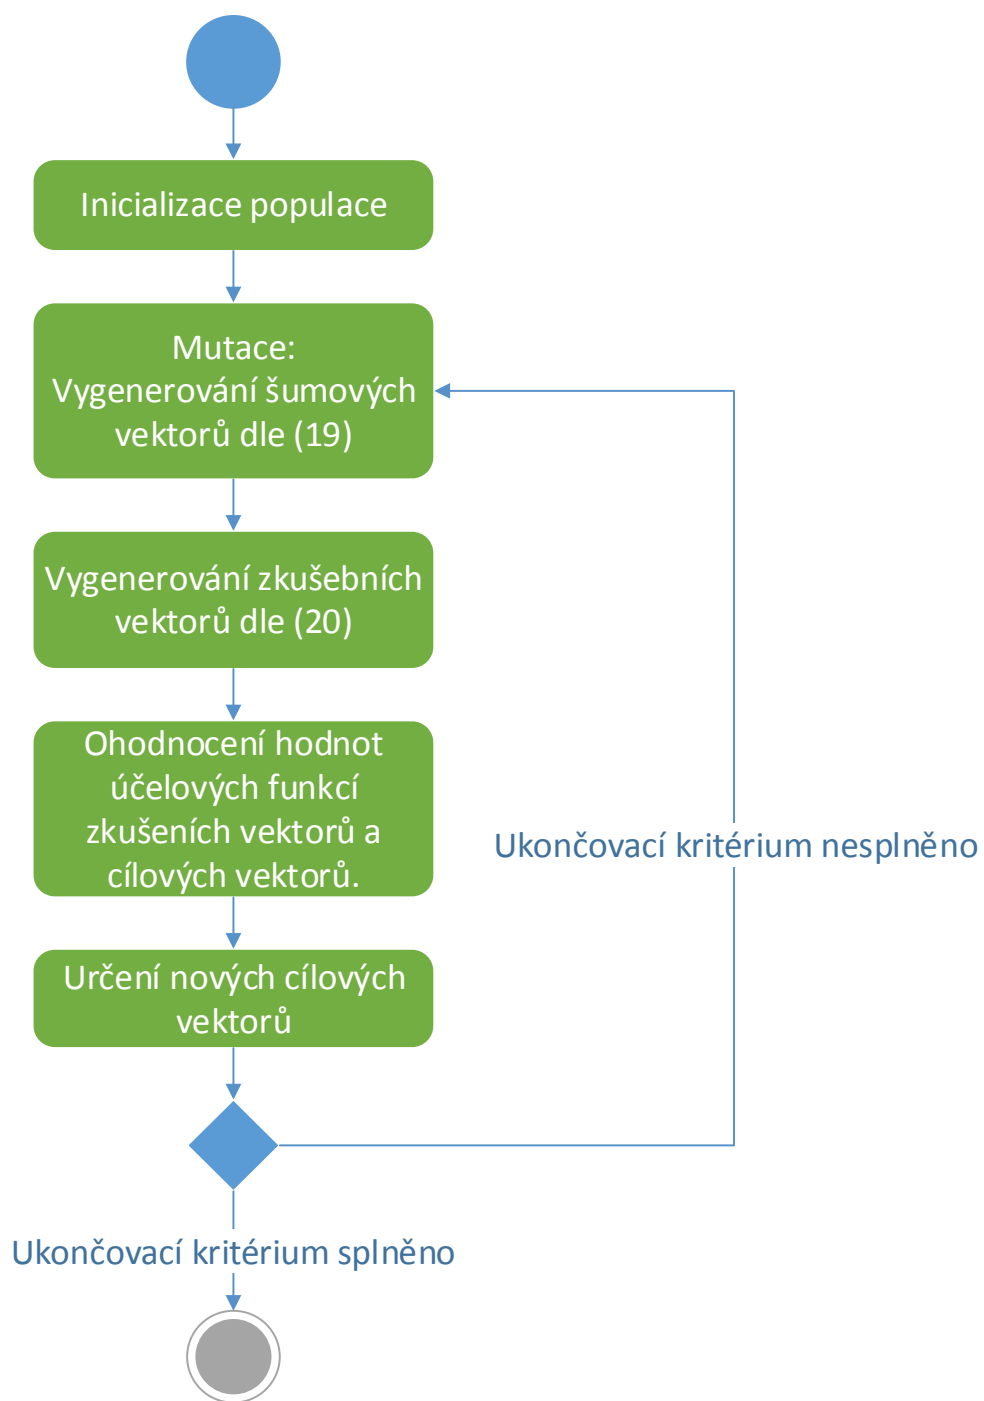 Inicializace populace
Mutace:
Vygenerování šumových
vektorů dle (19)
Vygenerování zkušebních
vektorů dle (20)
Ohodnocení hodnot
účelových funkcí
zkušeních vektorů a
cílových vektorů.
Ukončovací kritérium nesplněno
Určení nových cílových
vektorů
Ukončovací kritérium splněno